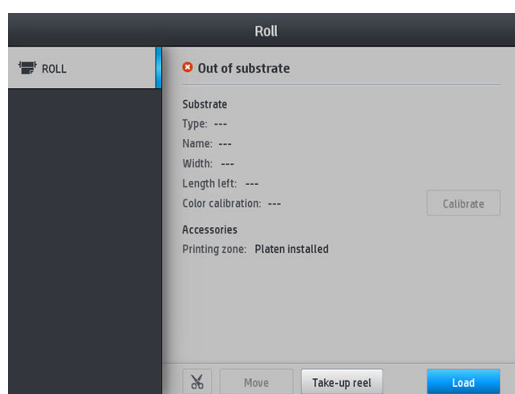 Roll
ROLL
Out of substrate
Substrate
Type: ---
Name: ---
Width: ---
Length left: ---
Color calibration: ---
Calibrate
Accessories
Printing zone: Platen installed
Move
Take-up reel
Load